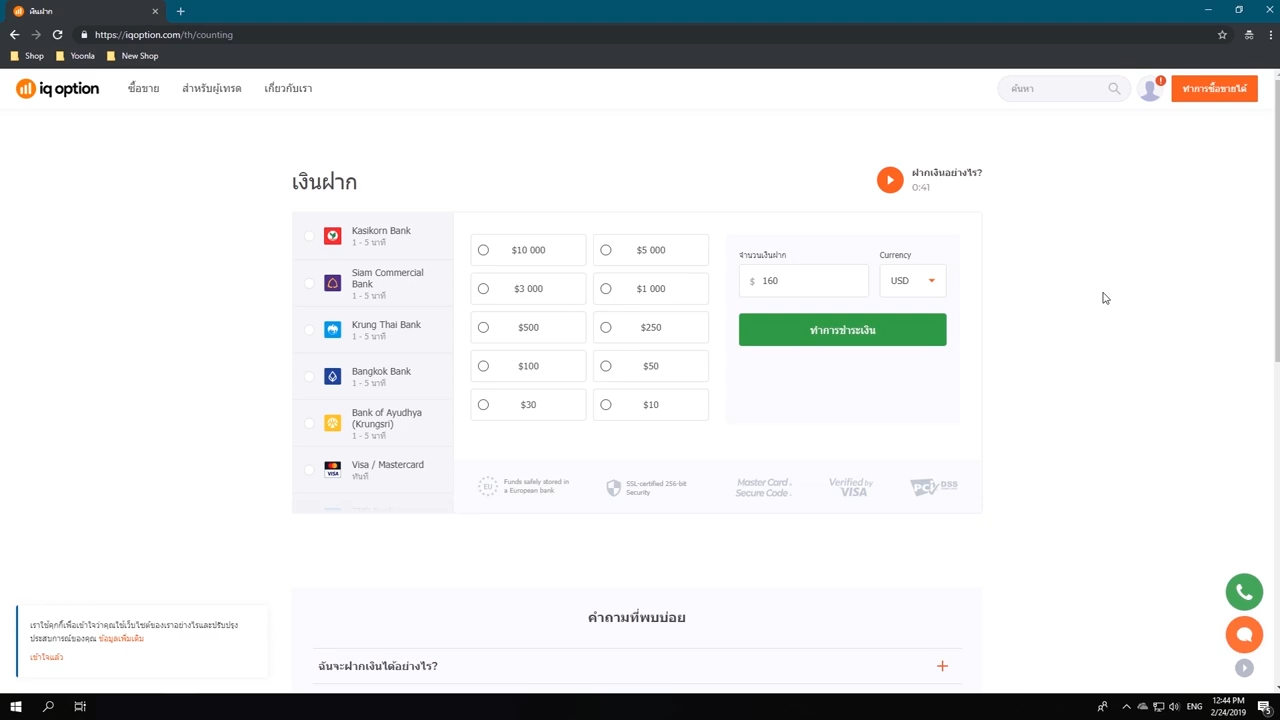 เงินฝาก
https://iqoption.com/th/counting
Shop
Yoonla
New Shop
iq option
ซื้อขาย
สำหรับผู้เทรด
เกี่ยวกับเรา
ค้นหา
ทำการซื้อขายได้
เงินฝาก
ฝากเงินอย่างไร?
0:41
Kasikorn Bank
1 - 5 นาที
Siam Commercial
Bank
1 - 5 นาที
Krung Thai Bank
1 - 5 นาที
Bangkok Bank
1 - 5 นาที
Bank of Ayudhya
(Krungsri)
1 - 5 นาที
VISA
Visa / Mastercard
ทันที
$10 000
$5 000
$3 000
$1 000
$500
$250
$100
$50
$30
$10
จำนวนเงินฝาก
Currency
$ 160
USD
ทำการชำระเงิน
EU
Funds safely stored in
a European bank
SSL-certified 256-bit
Security
MasterCard.
SecureCode.
Verified by
VISA
PCI DSS
คำถามที่พบบ่อย
ฉันจะฝากเงินได้อย่างไร?
เราใช้คุกกี้เพื่อเข้าใจว่าคุณใช้เว็บไซต์ของเราอย่างไรและปรับปรุง
ประสบการณ์ของคุณ ข้อมูลเพิ่มเติม
เข้าใจแล้ว
ENG
12:44 PM
2/24/2019